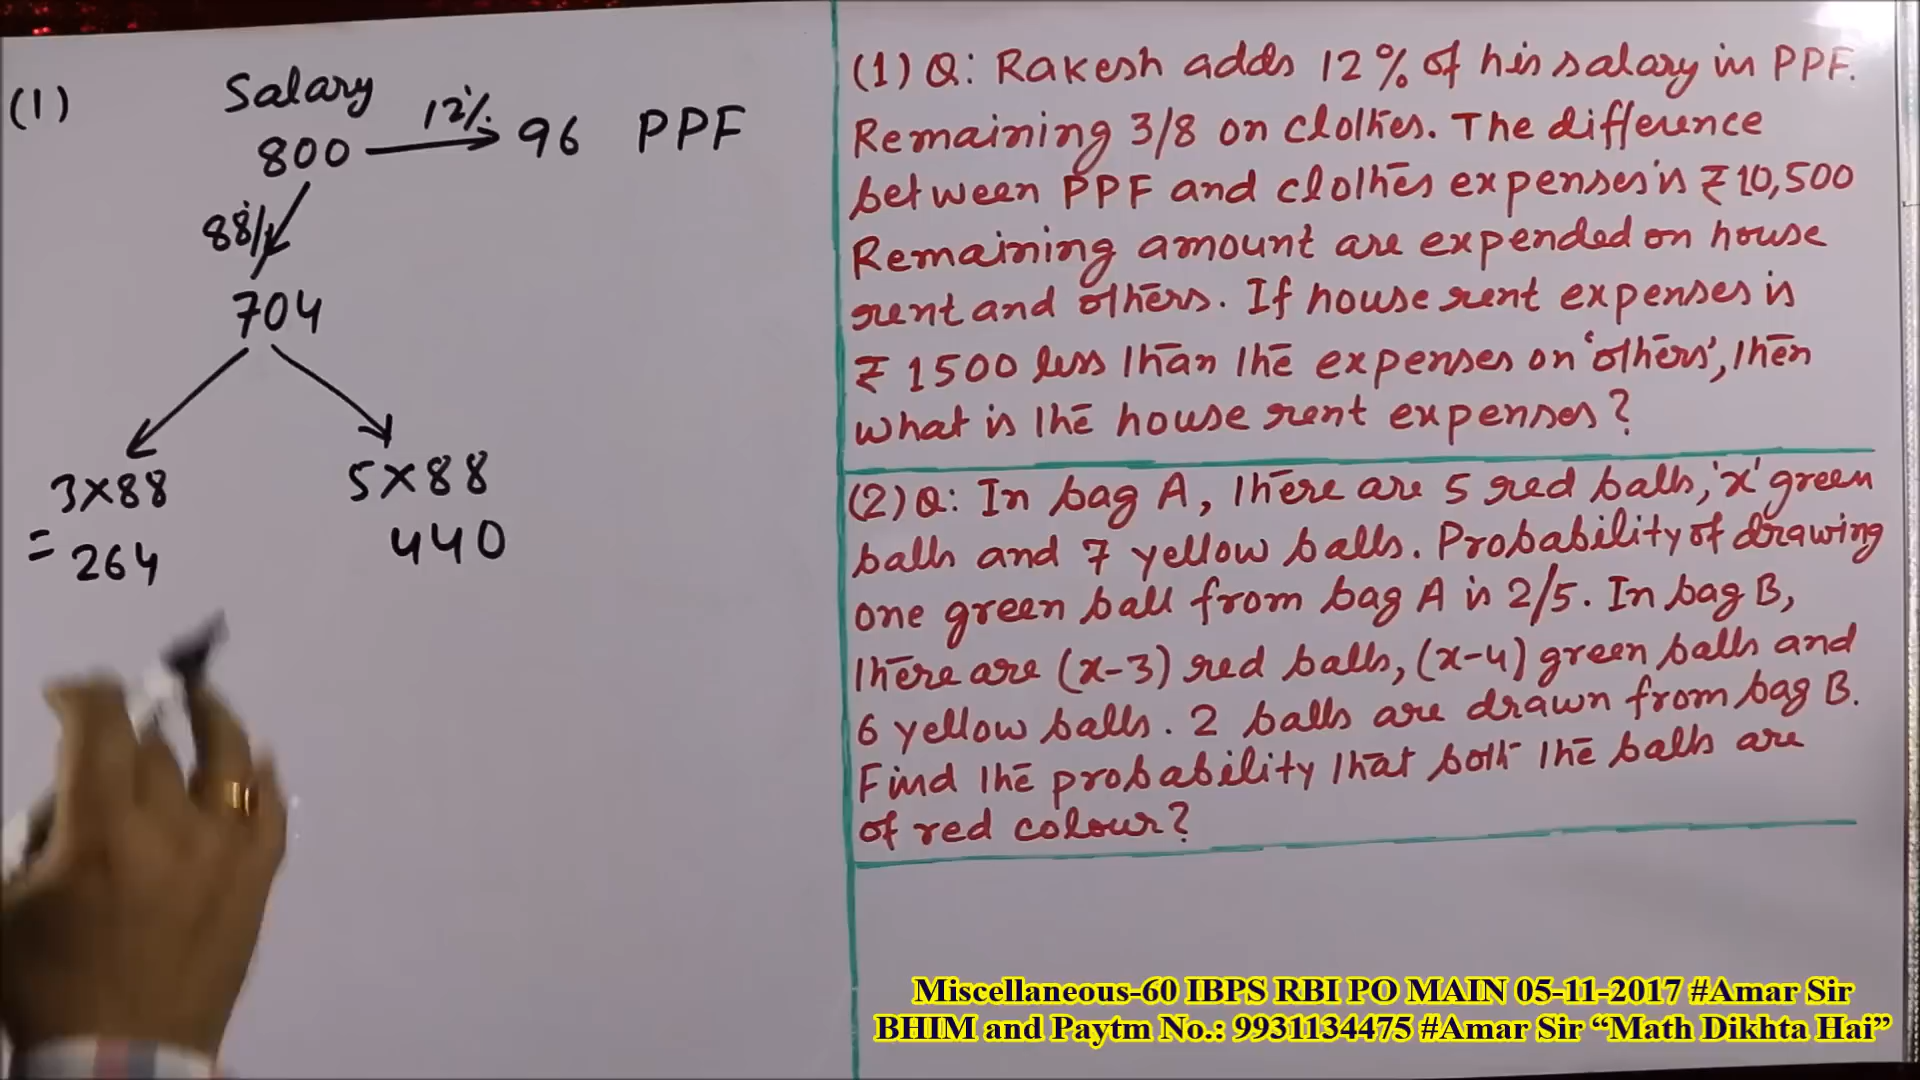 (1)
Salary
800 12% 96 PPF
88%
704
3×88 5×88
= 264 440
(1) Q: Rakesh adds 12% of his salary in PPF.
Remaining 3/8 on clothes. The difference
between PPF and clothes expenses is ₹10,500
Remaining amount are expended on house
rent and others. If house rent expenses is
₹ 1500 less than the expenses on 'others', then
what is the house rent expenses?
(2) Q: In bag A, there are 5 red balls, 'x' green
balls and 7 yellow balls. Probability of drawing
one green ball from bag A is 2/5. In bag B,
there are (x-3) red balls, (x-4) green balls and
6 yellow balls. 2 balls are drawn from bag B.
Find the probability that both the balls are
of red colour?
Miscellaneous-60 IBPS RBI PO MAIN 05-11-2017 #Amar Sir
BHIM and Paytm No.: 9931134475 #Amar Sir “Math Dikhta Hai”